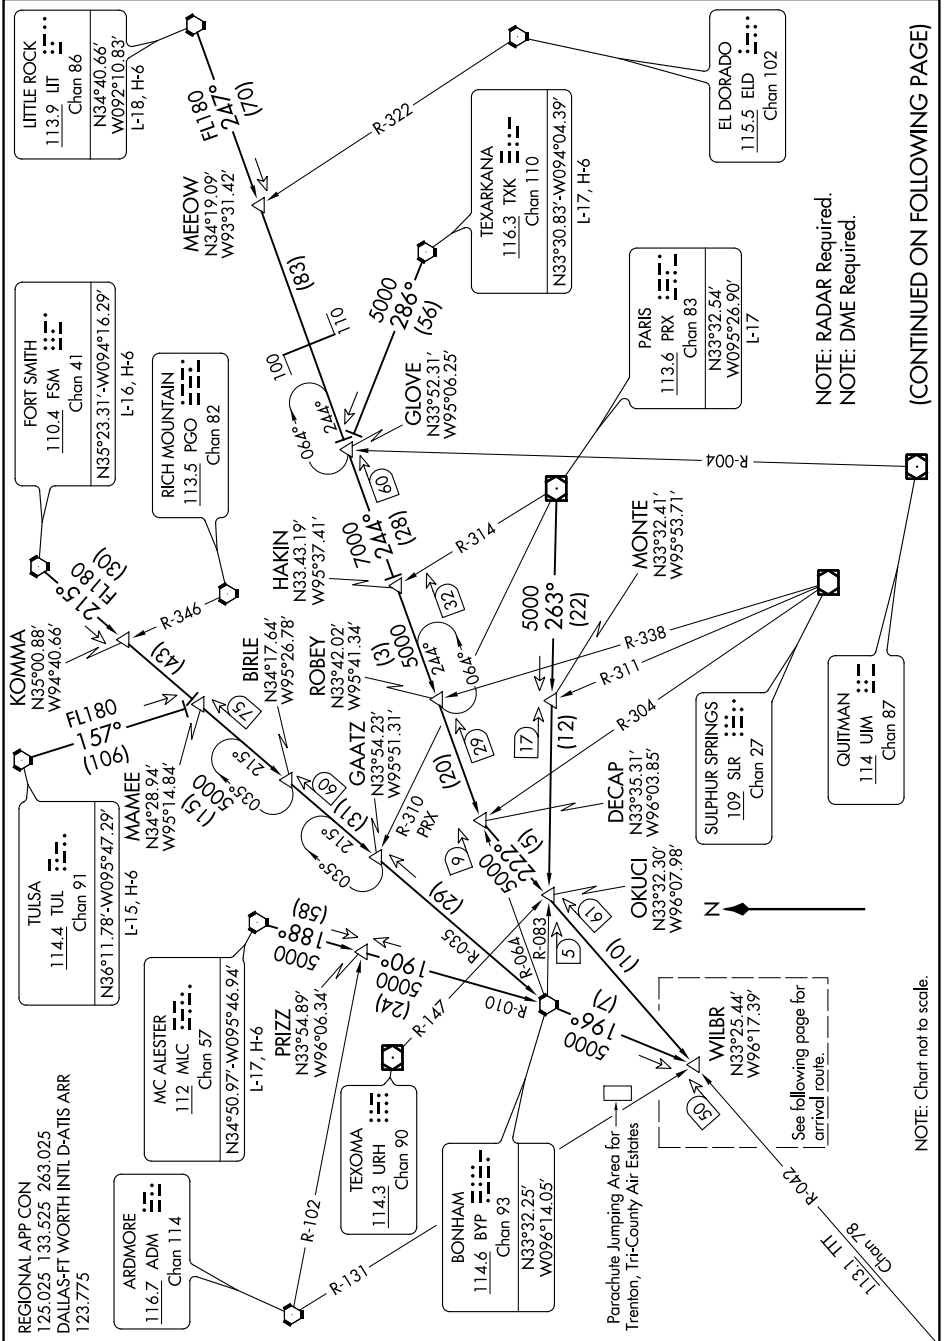 REGIONAL APP CON
125.025 133.525 263.025
DALLAS-FT WORTH INTL D-ATIS ARR
123.775
ARDMORE
116.7 ADM
Chan 114
MC ALESTER
112 MLC
Chan 57
N34°50.97'-W095°46.94'
L-17, H-6
TULSA
114.4 TUL
Chan 91
N36°11.78'-W095°47.29'
L-15, H-6
FORT SMITH
110.4 FSM
Chan 41
N35°23.31'-W094°16.29'
L-16, H-6
RICH MOUNTAIN
113.5 PGO
Chan 82
LITTLE ROCK
113.9 LIT
Chan 86
N34°40.66'
W092°10.83'
L-18, H-6
KOMMA
N35°00.88'
W94°40.66'
FL180
215°
(30)
R-346
(43)
FL180
157°
(106)
MAMEE
N34°28.94'
W95°14.84'
75
(15)
5000
215°
035°
BIRLE
N34°17.64'
W95°26.78'
60
(31)
215°
035°
GAATZ
N33°54.23'
W95°51.31'
R-310
PRX
(29)
R-035
MEEOW
N34°19.09'
W93°31.42'
FL180
247°
(70)
R-322
(83)
100
110
064°
244°
GLOVE
N33°52.31'
W95°06.25'
5000
286°
(56)
60
HAKIN
N33.43.19'
W95°37.41'
7000
244°
(28)
R-314
32
ROBEY
N33°42.02'
W95°41.34'
(3)
5000
244°
064°
29
(20)
R-338
R-311
R-304
R-004
5000
263°
(22)
MONTE
N33°32.41'
W95°53.71'
17
(12)
DECAP
N33°35.31'
W96°03.85'
9
5000
222°
(5)
OKUCI
N33°32.30'
W96°07.98'
61
R-064
R-083
5
(10)
PRIZZ
N33°54.89'
W96°06.34'
5000
188°
(58)
5000
190°
(24)
R-010
R-147
R-102
R-131
TEXOMA
114.3 URH
Chan 90
BONHAM
114.6 BYP
Chan 93
N33°32.25'
W096°14.05'
5000
196°
(7)
WILBR
N33°25.44'
W96°17.39'
50
See following page for
arrival route.
R-042
113.1 TTT
Chan 78
Parachute Jumping Area for
Trenton, Tri-County Air Estates
EL DORADO
115.5 ELD
Chan 102
TEXARKANA
116.3 TXK
Chan 110
N33°30.83'-W094°04.39'
L-17, H-6
PARIS
113.6 PRX
Chan 83
N33°32.54'
W095°26.90'
L-17
SULPHUR SPRINGS
109 SLR
Chan 27
QUITMAN
114 UIM
Chan 87
N
NOTE: RADAR Required.
NOTE: DME Required.
(CONTINUED ON FOLLOWING PAGE)
NOTE: Chart not to scale.